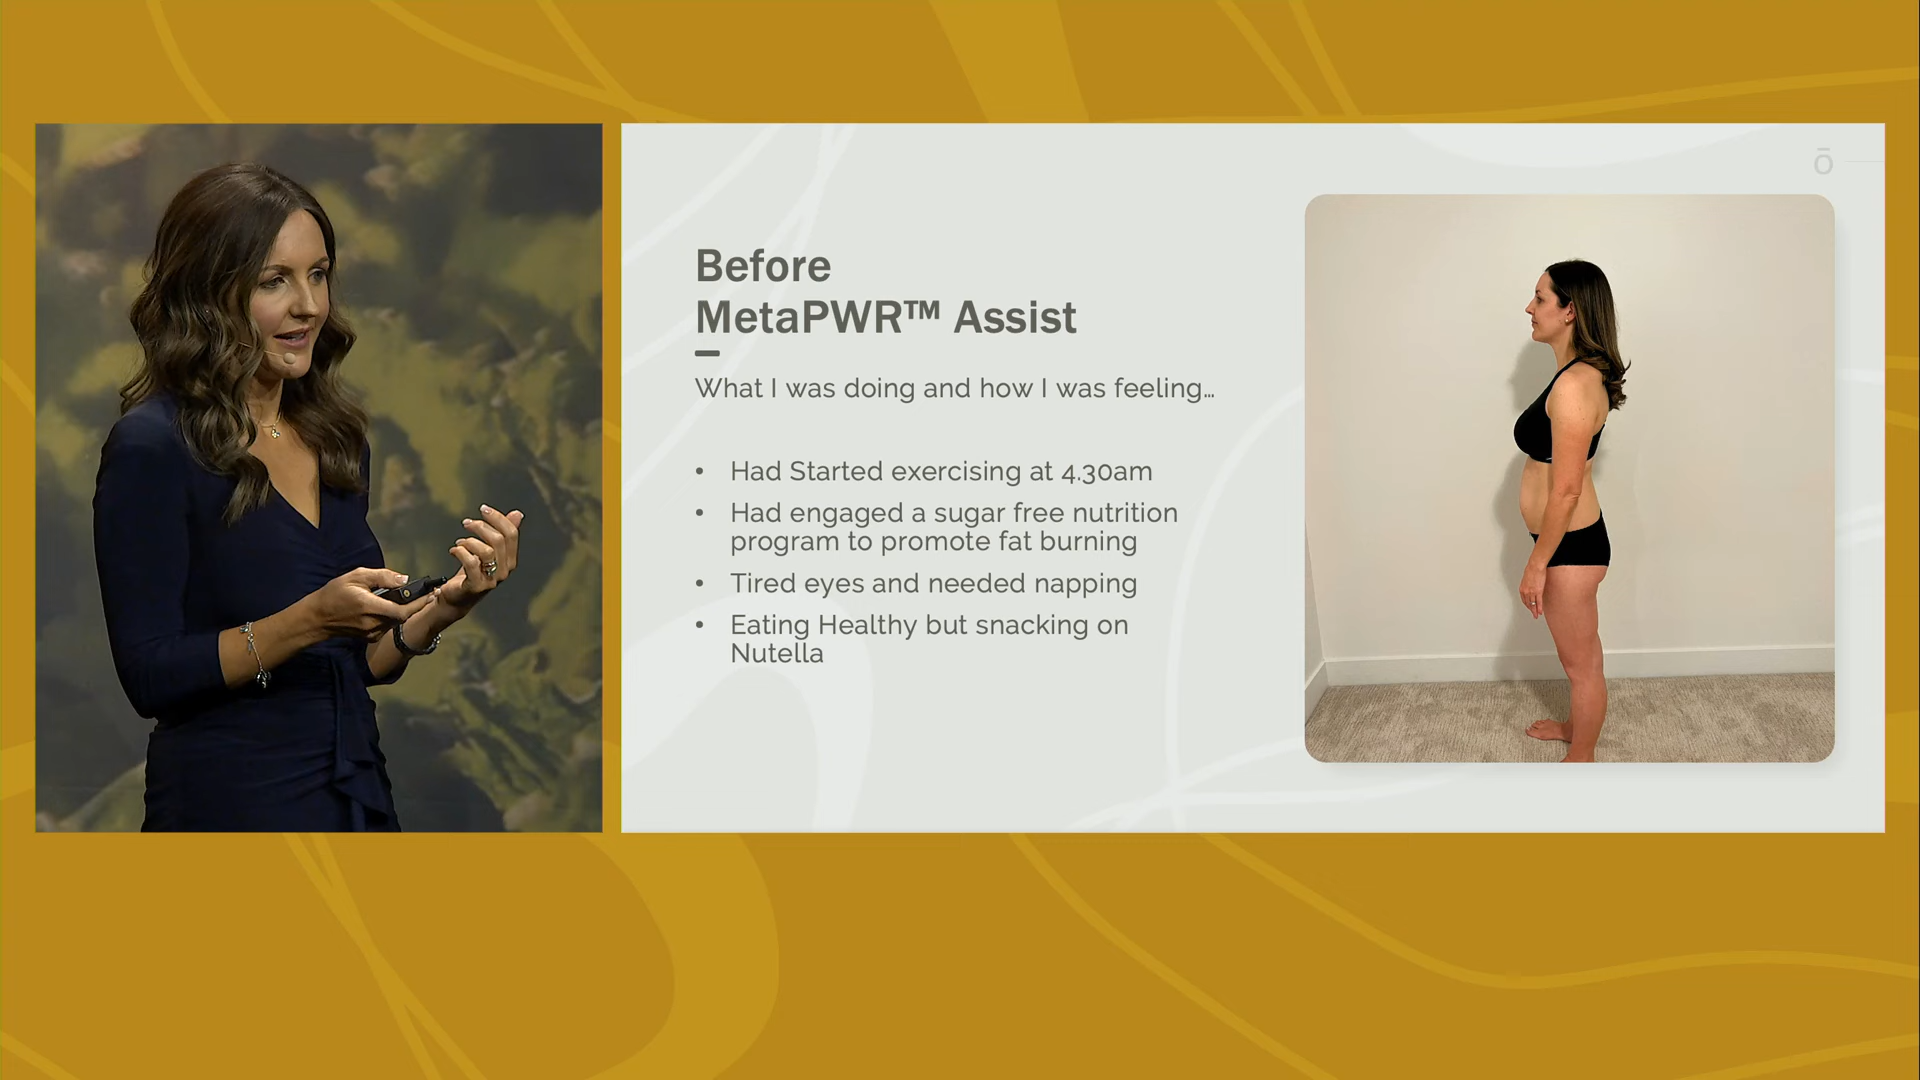 ō
Before
MetaPWR™ Assist
What I was doing and how I was feeling…
• Had Started exercising at 4.30am
• Had engaged a sugar free nutrition
program to promote fat burning
• Tired eyes and needed napping
• Eating Healthy but snacking on
Nutella